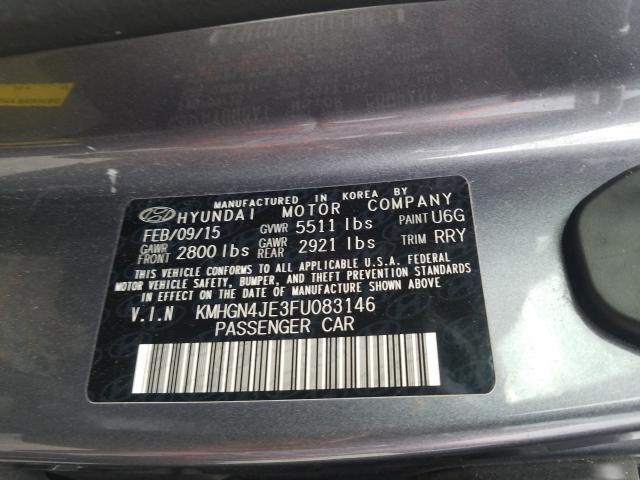 MANUFACTURED IN KOREA BY
HYUNDAI MOTOR COMPANY
FEB/09/15 GVWR 5511 lbs PAINT U6G
GAWR FRONT 2800 lbs GAWR REAR 2921 lbs TRIM RRY
THIS VEHICLE CONFORMS TO ALL APPLICABLE U.S.A. FEDERAL
MOTOR VEHICLE SAFETY, BUMPER, AND THEFT PREVENTION STANDARDS
IN EFFECT ON THE DATE OF MANUFACTURE SHOWN ABOVE.
V.I.N KMHGN4JE3FU083146
PASSENGER CAR